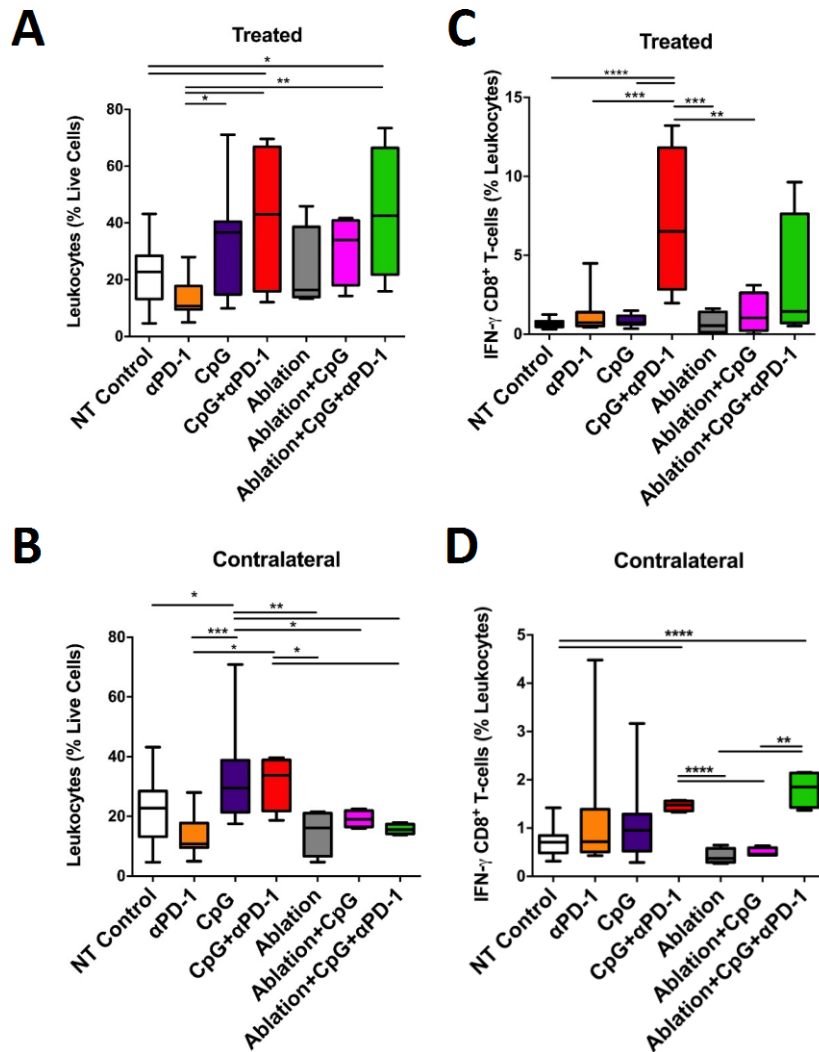 A
Treated
*
**
*
Leukocytes (% Live Cells)
80
60
40
20
0
NT Control
αPD-1
CpG
CpG+αPD-1
Ablation
Ablation+CpG
Ablation+CpG+αPD-1
C
Treated
****
*** ***
**
IFN-γ CD8⁺ T-cells (% Leukocytes)
15
10
5
0
NT Control
αPD-1
CpG
CpG+αPD-1
Ablation
Ablation+CpG
Ablation+CpG+αPD-1
B
Contralateral
* **
*** *
* *
Leukocytes (% Live Cells)
80
60
40
20
0
NT Control
αPD-1
CpG
CpG+αPD-1
Ablation
Ablation+CpG
Ablation+CpG+αPD-1
D
Contralateral
****
**
****
IFN-γ CD8⁺ T-cells (% Leukocytes)
5
4
3
2
1
0
NT Control
αPD-1
CpG
CpG+αPD-1
Ablation
Ablation+CpG
Ablation+CpG+αPD-1